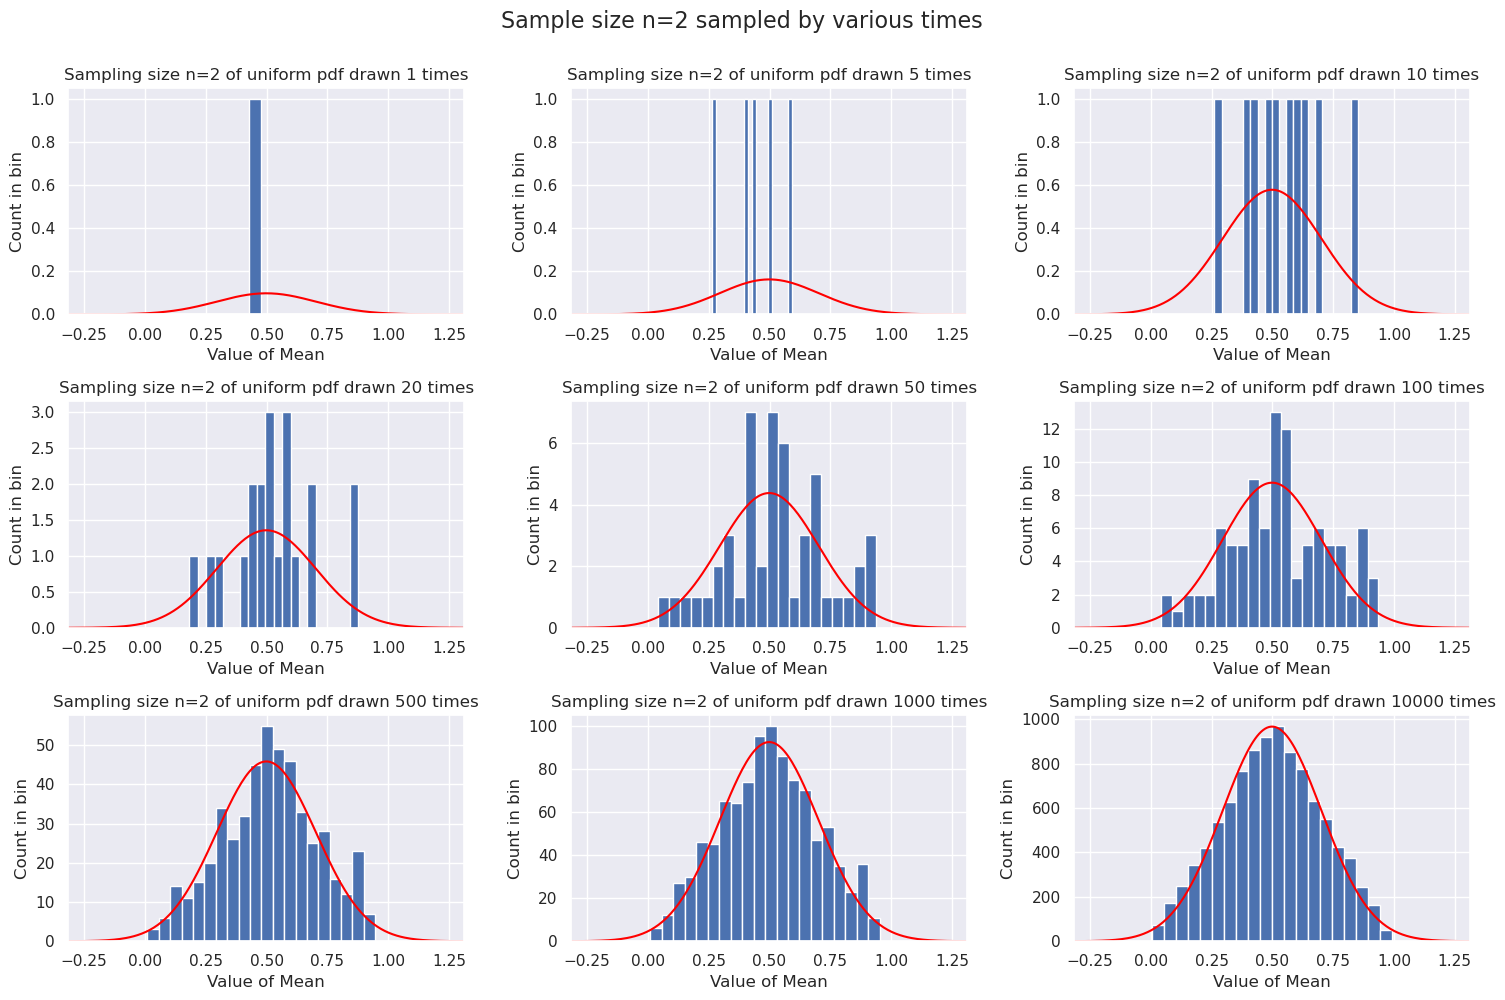 Sample size n=2 sampled by various times
Sampling size n=2 of uniform pdf drawn 1 times
1.0
0.8
0.6
0.4
0.2
0.0
Count in bin
−0.25 0.00 0.25 0.50 0.75 1.00 1.25
Value of Mean
Sampling size n=2 of uniform pdf drawn 5 times
1.0
0.8
0.6
0.4
0.2
0.0
Count in bin
−0.25 0.00 0.25 0.50 0.75 1.00 1.25
Value of Mean
Sampling size n=2 of uniform pdf drawn 10 times
1.0
0.8
0.6
0.4
0.2
0.0
Count in bin
−0.25 0.00 0.25 0.50 0.75 1.00 1.25
Value of Mean
Sampling size n=2 of uniform pdf drawn 20 times
3.0
2.5
2.0
1.5
1.0
0.5
0.0
Count in bin
−0.25 0.00 0.25 0.50 0.75 1.00 1.25
Value of Mean
Sampling size n=2 of uniform pdf drawn 50 times
6
4
2
0
Count in bin
−0.25 0.00 0.25 0.50 0.75 1.00 1.25
Value of Mean
Sampling size n=2 of uniform pdf drawn 100 times
12
10
8
6
4
2
0
Count in bin
−0.25 0.00 0.25 0.50 0.75 1.00 1.25
Value of Mean
Sampling size n=2 of uniform pdf drawn 500 times
50
40
30
20
10
0
Count in bin
−0.25 0.00 0.25 0.50 0.75 1.00 1.25
Value of Mean
Sampling size n=2 of uniform pdf drawn 1000 times
100
80
60
40
20
0
Count in bin
−0.25 0.00 0.25 0.50 0.75 1.00 1.25
Value of Mean
Sampling size n=2 of uniform pdf drawn 10000 times
1000
800
600
400
200
0
Count in bin
−0.25 0.00 0.25 0.50 0.75 1.00 1.25
Value of Mean